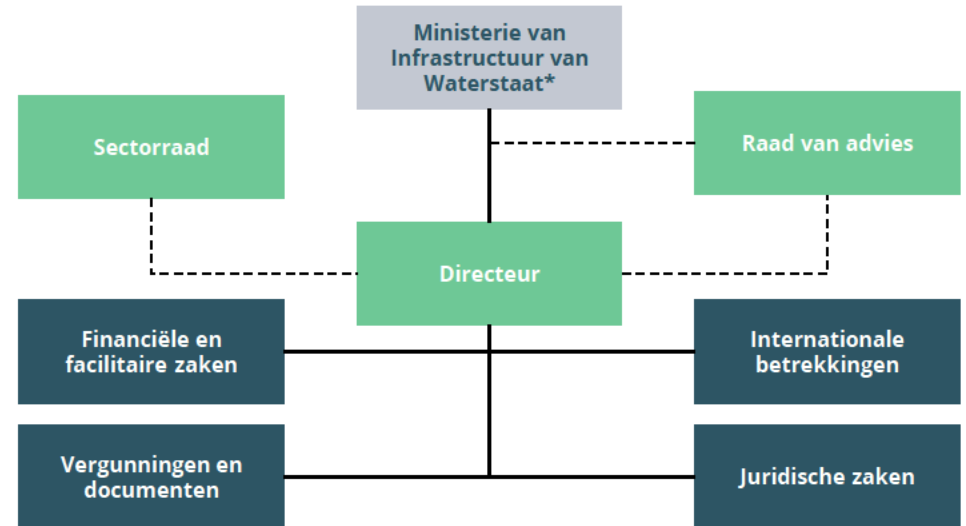 Ministerie van
Infrastructuur van
Waterstaat*
Sectorraad
Raad van advies
Directeur
Financiële en
facilitaire zaken
Internationale
betrekkingen
Vergunningen en
documenten
Juridische zaken